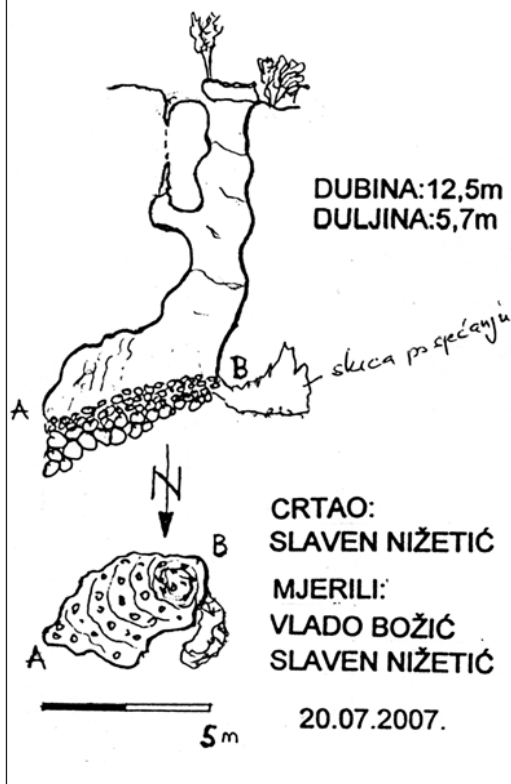 DUBINA:12,5m
DULJINA:5,7m
B
skica po sjećanju
A
N
CRTAO:
SLAVEN NIŽETIĆ
B
MJERILI:
VLADO BOŽIĆ
A
SLAVEN NIŽETIĆ
5m
20.07.2007.